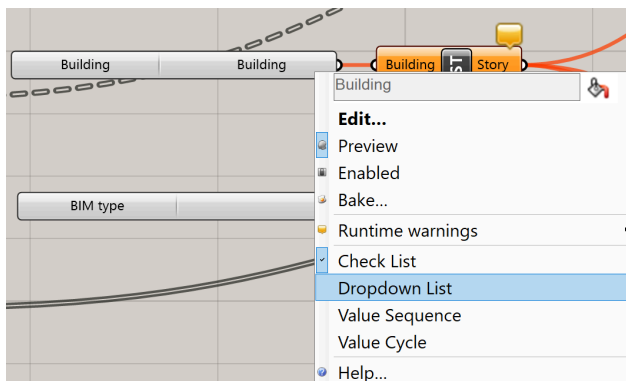 Building Building Building ST Story
Building
Edit...
Preview
Enabled
Bake...
BIM type
Runtime warnings
Check List
Dropdown List
Value Sequence
Value Cycle
Help...